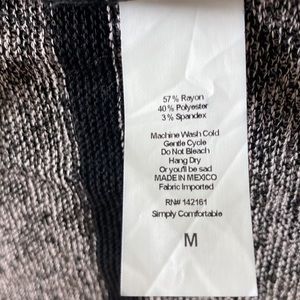 57% Rayon
40% Polyester
3% Spandex
Machine Wash Cold
Gentle Cycle
Do Not Bleach
Hang Dry
Or you'll be sad
MADE IN MEXICO
Fabric Imported
RN# 142161
Simply Comfortable
M